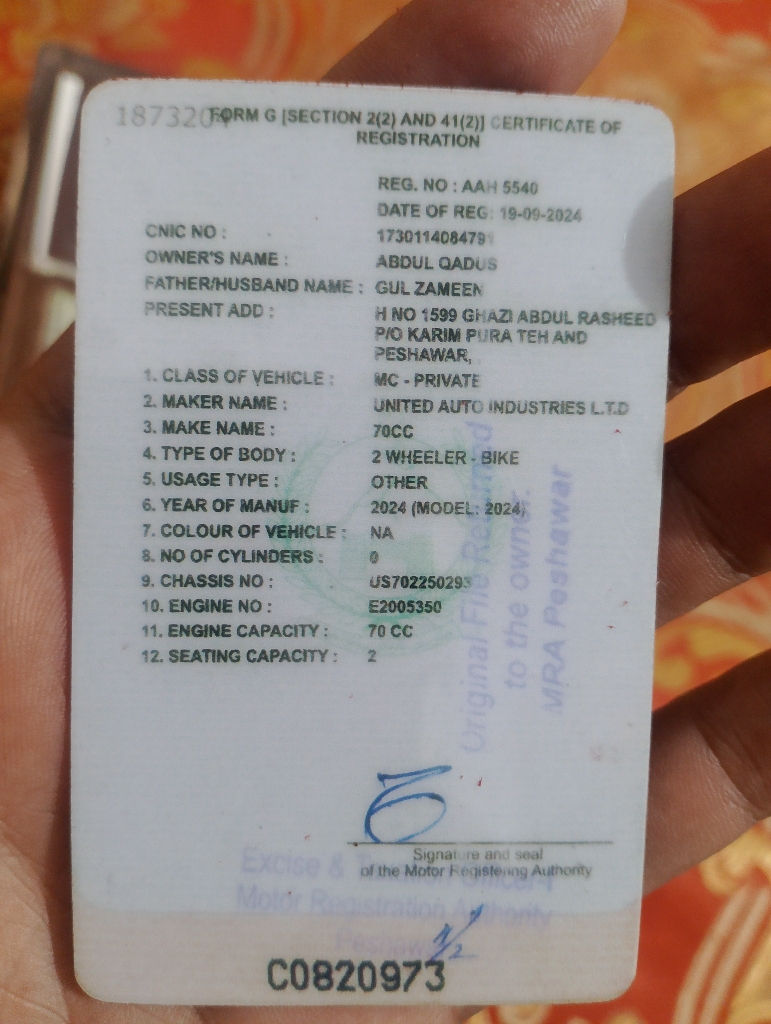 FORM G [SECTION 2(2) AND 41(2)] CERTIFICATE OF
REGISTRATION
REG. NO : AAH 5540
DATE OF REG: 19-09-2024
CNIC NO : 1730114084791
OWNER'S NAME : ABDUL QADUS
FATHER/HUSBAND NAME : GUL ZAMEEN
PRESENT ADD : H NO 1599 GHAZI ABDUL RASHEED
P/O KARIM PURA TEH AND
PESHAWAR,
1. CLASS OF VEHICLE : MC - PRIVATE
2. MAKER NAME : UNITED AUTO INDUSTRIES L.T.D
3. MAKE NAME : 70CC
4. TYPE OF BODY : 2 WHEELER - BIKE
5. USAGE TYPE : OTHER
6. YEAR OF MANUF : 2024 (MODEL: 2024)
7. COLOUR OF VEHICLE : NA
8. NO OF CYLINDERS : 0
9. CHASSIS NO : US702250293
10. ENGINE NO : E2005350
11. ENGINE CAPACITY : 70 CC
12. SEATING CAPACITY : 2
Original File Returned
to the owner.
MRA Peshawar
Signature and seal
of the Motor Registering Authority
Excise & Taxation Officer-I
Motor Registration Authority
Peshawar
C0820973